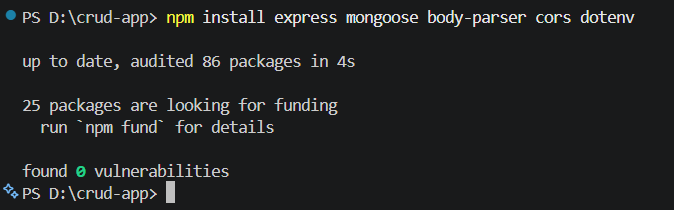 PS D:\crud-app> npm install express mongoose body-parser cors dotenv
up to date, audited 86 packages in 4s
25 packages are looking for funding
run `npm fund` for details
found 0 vulnerabilities
PS D:\crud-app>